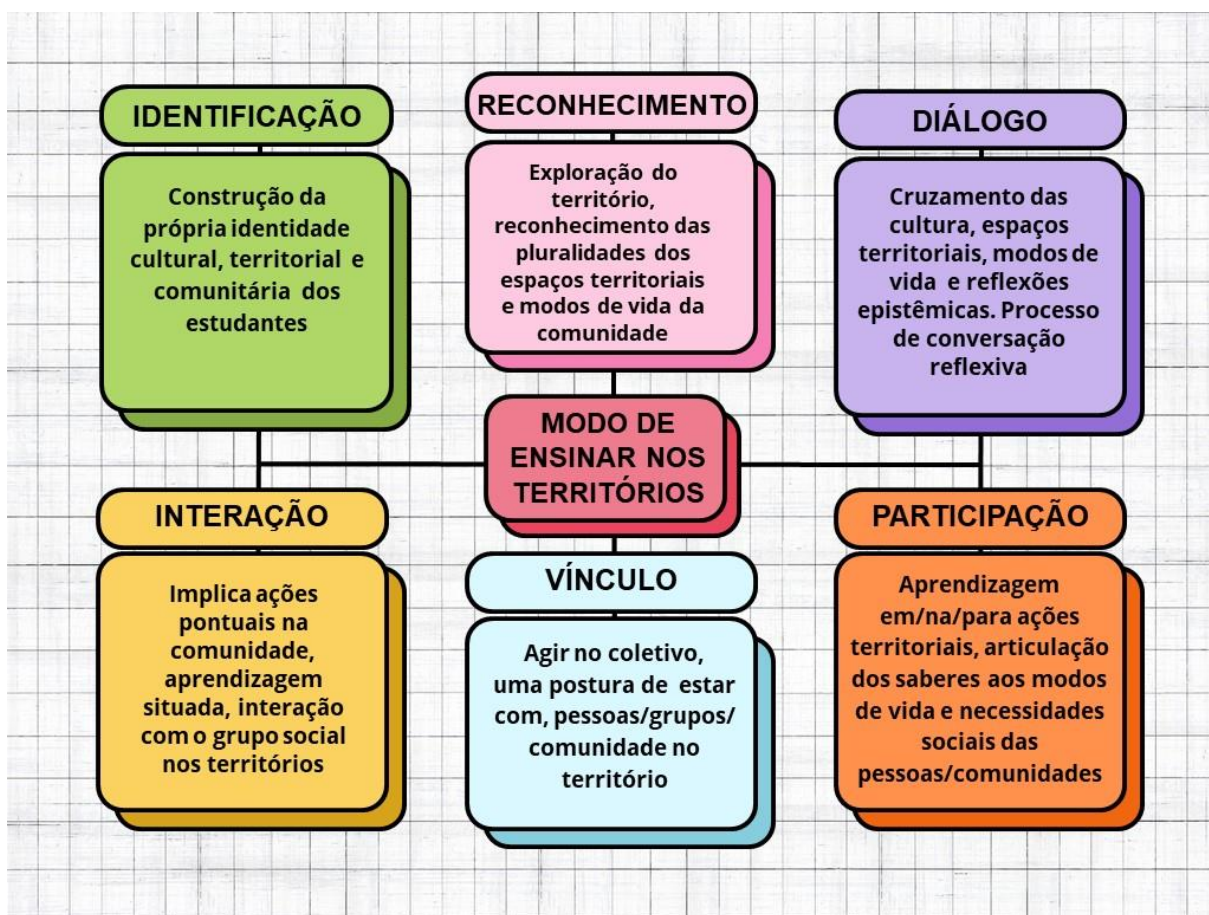 IDENTIFICAÇÃO
Construção da
própria identidade
cultural, territorial e
comunitária dos
estudantes
RECONHECIMENTO
Exploração do
território,
reconhecimento das
pluralidades dos
espaços territoriais
e modos de vida da
comunidade
DIÁLOGO
Cruzamento das
cultura, espaços
territoriais, modos de
vida e reflexões
epistêmicas. Processo
de conversação
reflexiva
MODO DE
ENSINAR NOS
TERRITÓRIOS
INTERAÇÃO
Implica ações
pontuais na
comunidade,
aprendizagem
situada, interação
com o grupo social
nos territórios
VÍNCULO
Agir no coletivo,
uma postura de estar
com, pessoas/grupos/
comunidade no
território
PARTICIPAÇÃO
Aprendizagem
em/na/para ações
territoriais, articulação
dos saberes aos modos
de vida e necessidades
sociais das
pessoas/comunidades